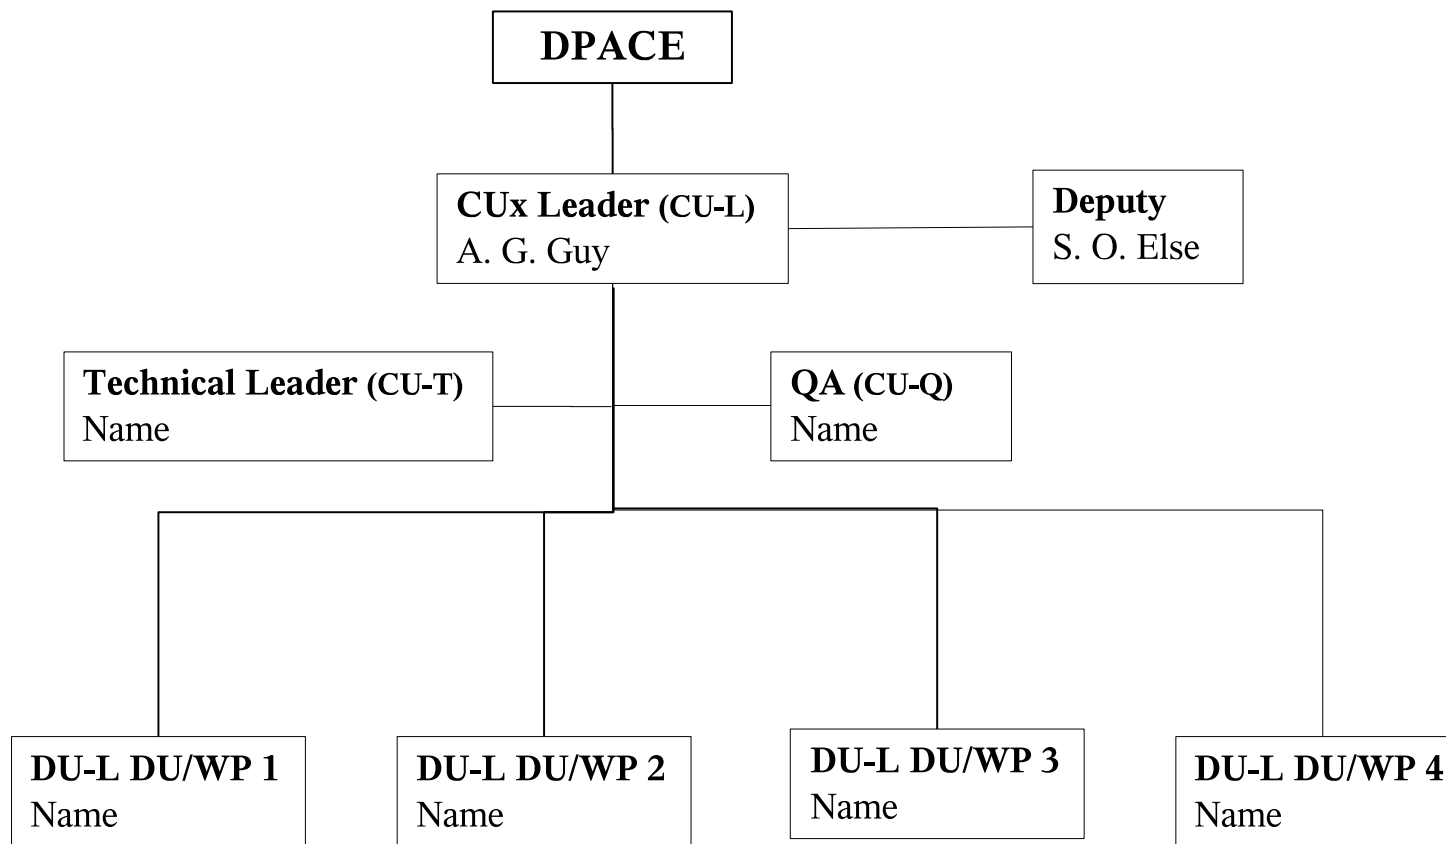 DPACE
CUx Leader (CU-L)
A. G. Guy
Deputy
S. O. Else
Technical Leader (CU-T)
Name
QA (CU-Q)
Name
DU-L DU/WP 1
Name
DU-L DU/WP 2
Name
DU-L DU/WP 3
Name
DU-L DU/WP 4
Name